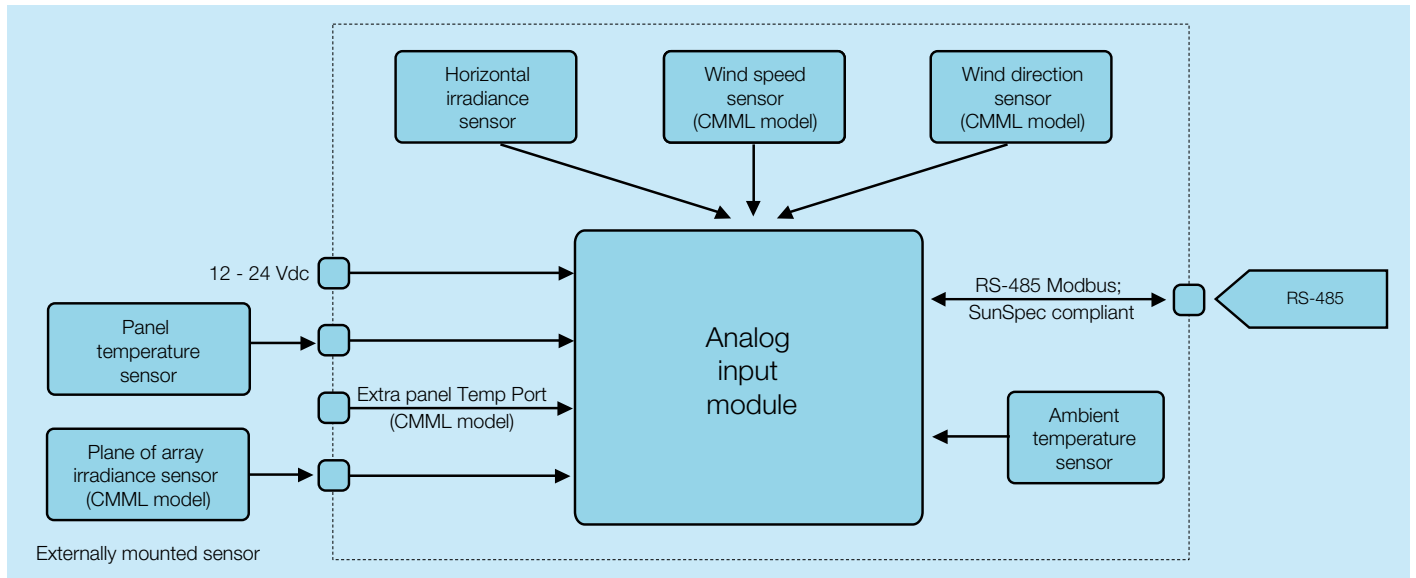 Horizontal
irradiance
sensor
Wind speed
sensor
(CMML model)
Wind direction
sensor
(CMML model)
12 - 24 Vdc
Panel
temperature
sensor
Extra panel Temp Port
(CMML model)
Plane of array
irradiance sensor
(CMML model)
Externally mounted sensor
Analog
input
module
RS-485 Modbus;
SunSpec compliant
RS-485
Ambient
temperature
sensor